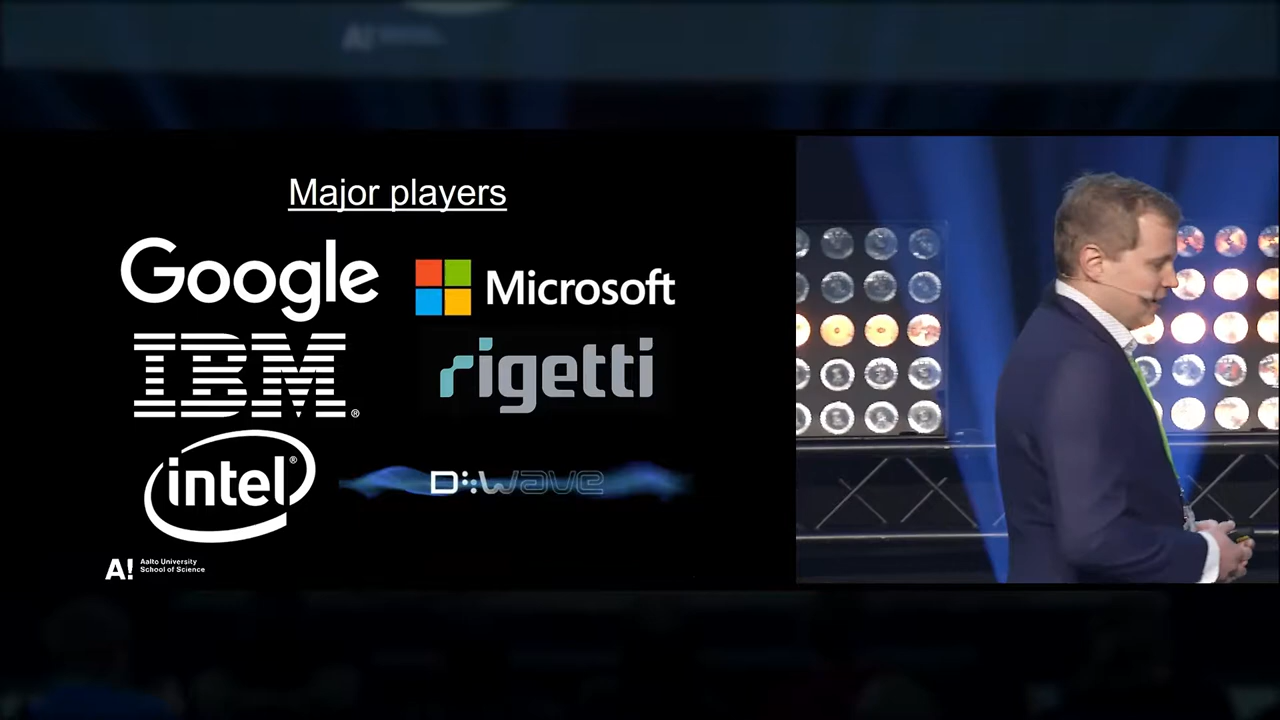 Major players
Google
Microsoft
IBM®
rigetti
intel®
D:wave
A!
Aalto University
School of Science